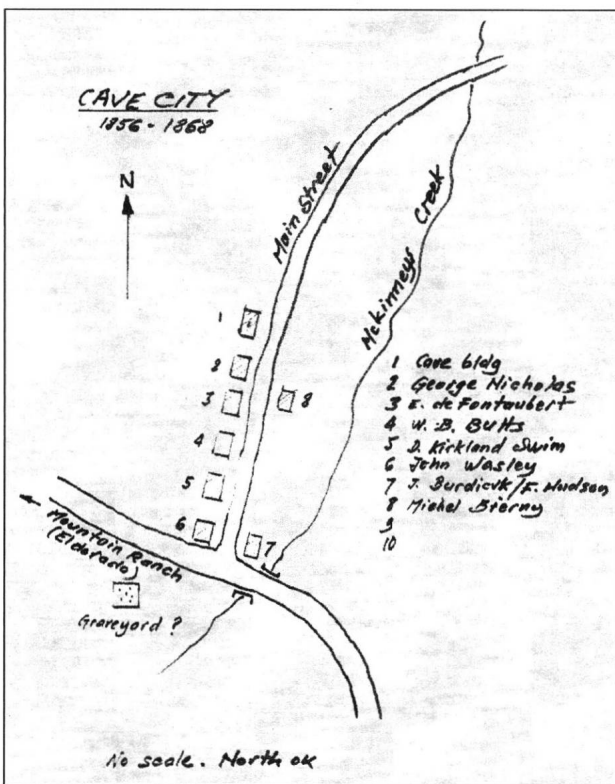 CAVE CITY
1856 - 1868
N
Main Street
McKinneys Creek
1
2
3
4
5
6
7
8
1 Cave bldg
2 George Nicholas
3 E. de Fontaubert
4 W. B. Butts
5 D. Kirkland Swim
6 John Wasley
7 J. Burdick / F. Hudson
8 Michel Bierny
9
10
Mountain Ranch
(Eldorado)
Graveyard ?
No scale. North ok